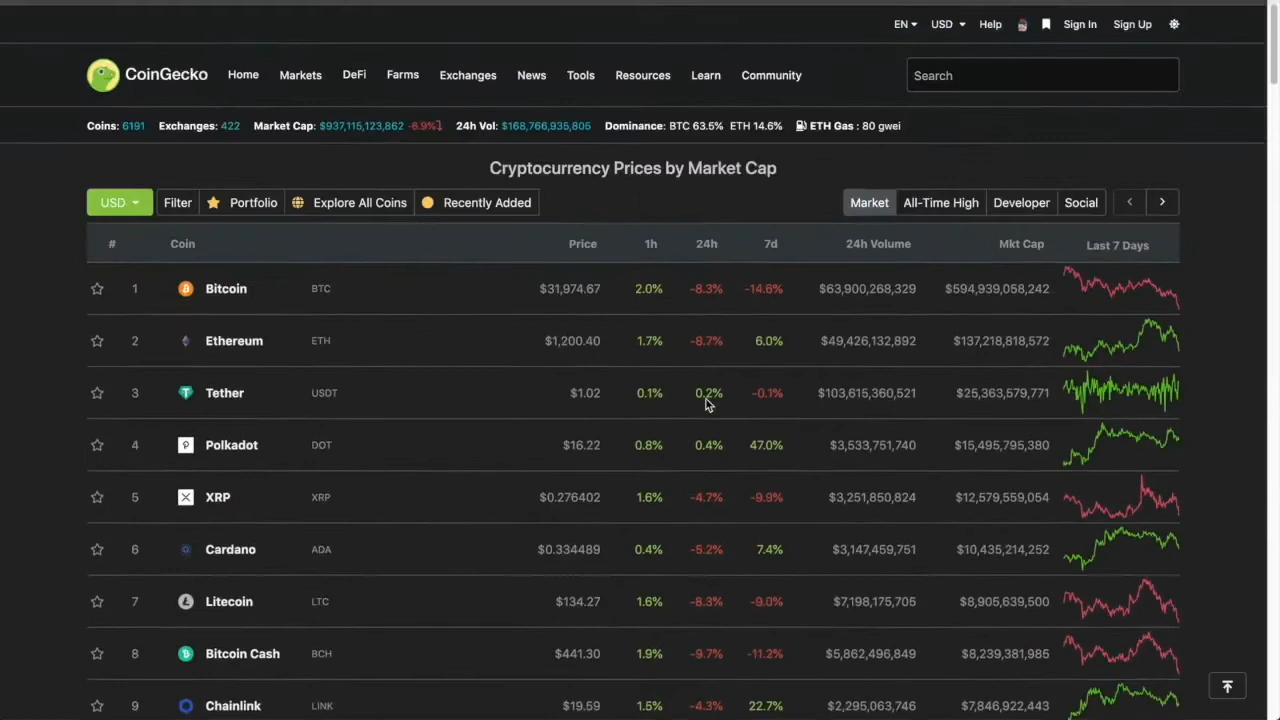 EN USD Help Sign In Sign Up
CoinGecko Home Markets DeFi Farms Exchanges News Tools Resources Learn Community Search
Coins: 6191 Exchanges: 422 Market Cap: $937,115,123,862 -6.9% 24h Vol: $168,766,935,805 Dominance: BTC 63.5% ETH 14.6% ETH Gas : 80 gwei
Cryptocurrency Prices by Market Cap
USD Filter Portfolio Explore All Coins Recently Added Market All-Time High Developer Social
# Coin Price 1h 24h 7d 24h Volume Mkt Cap Last 7 Days
1 Bitcoin BTC $31,974.67 2.0% -8.3% -14.6% $63,900,268,329 $594,939,058,242
2 Ethereum ETH $1,200.40 1.7% -8.7% 6.0% $49,426,132,892 $137,218,818,572
3 Tether USDT $1.02 0.1% 0.2% -0.1% $103,615,360,521 $25,363,579,771
4 Polkadot DOT $16.22 0.8% 0.4% 47.0% $3,533,751,740 $15,495,795,380
5 XRP XRP $0.276402 1.6% -4.7% -9.9% $3,251,850,824 $12,579,559,054
6 Cardano ADA $0.334489 0.4% -5.2% 7.4% $3,147,459,751 $10,435,214,252
7 Litecoin LTC $134.27 1.6% -8.3% -9.0% $7,198,175,705 $8,905,639,500
8 Bitcoin Cash BCH $441.30 1.9% -9.7% -11.2% $5,862,496,849 $8,239,381,985
9 Chainlink LINK $19.59 1.5% -4.3% 22.7% $2,295,063,746 $7,846,922,443